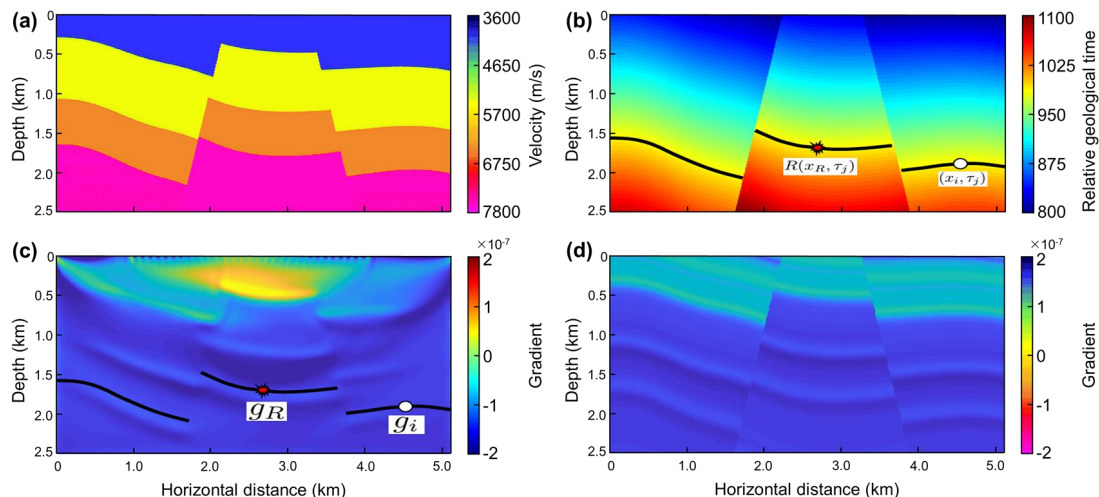 (a)
0
0.5
1.0
1.5
2.0
2.5
Depth (km)
3600
4650
5700
6750
7800
Velocity (m/s)
(b)
0
0.5
1.0
1.5
2.0
2.5
Depth (km)
R(x_R, τ_j)
(x_i, τ_j)
1100
1025
950
875
800
Relative geological time
(c)
0
0.5
1.0
1.5
2.0
2.5
Depth (km)
g_R
g_i
0 1.0 2.0 3.0 4.0 5.0
Horizontal distance (km)
×10⁻⁷
2
1
0
-1
-2
Gradient
(d)
0
0.5
1.0
1.5
2.0
2.5
Depth (km)
0 1.0 2.0 3.0 4.0 5.0
Horizontal distance (km)
×10⁻⁷
2
1
0
-1
-2
Gradient